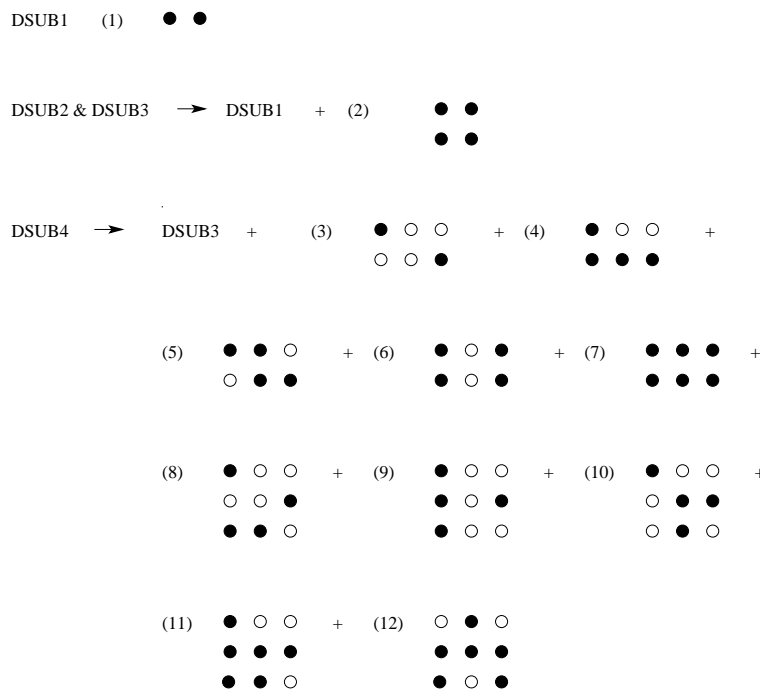 DSUB1 (1)
DSUB2 & DSUB3 → DSUB1 + (2)
DSUB4 → DSUB3 + (3) + (4) +
(5) + (6) + (7) +
(8) + (9) + (10) +
(11) + (12)